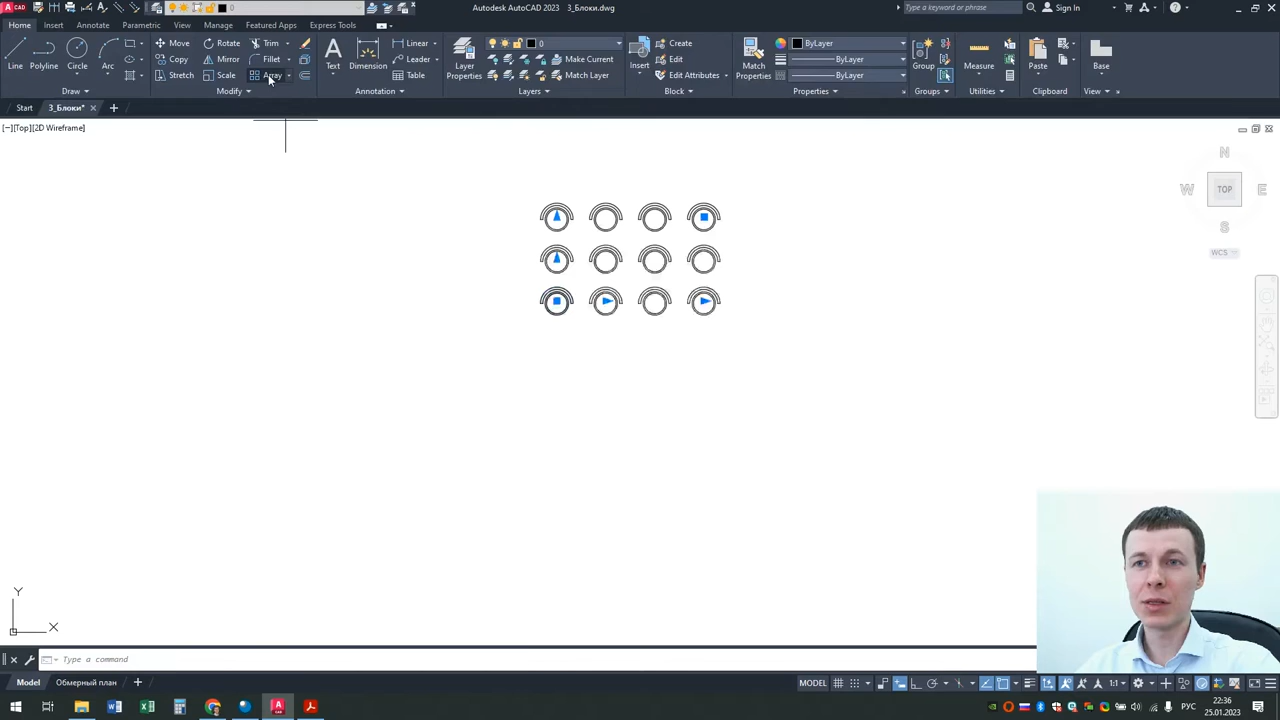 CAD
Autodesk AutoCAD 2023 3_Блоки.dwg
Type a keyword or phrase
Sign In
Home Insert Annotate Parametric View Manage Collaborate Express Tools Featured Apps
Line Polyline Circle Arc
Move Rotate Trim
Copy Mirror Fillet
Stretch Scale Array
Text Dimension
Linear
Leader
Table
Layer
Properties
0
Make Current
Match Layer
Insert
Create
Edit
Edit Attributes
Match
Properties
ByLayer
ByLayer
ByLayer
Group
Measure
Paste
Base
Draw Modify Annotation Layers Block Properties Groups Utilities Clipboard View
Start 3_Блоки*
[−][Top][2D Wireframe]
N
W TOP E
S
WCS
Y
X
Type a command
Model Обмерный план
MODEL 1:1
РУС
22:36
25.01.2023